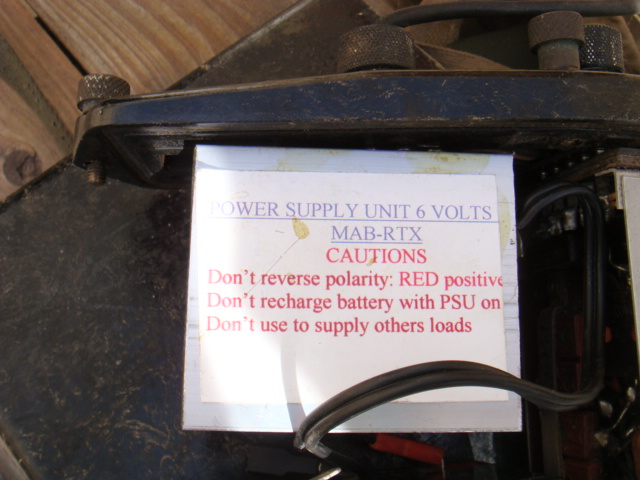 POWER SUPPLY UNIT 6 VOLTS
MAB-RTX
CAUTIONS
Don't reverse polarity: RED positive
Don't recharge battery with PSU on
Don't use to supply others loads